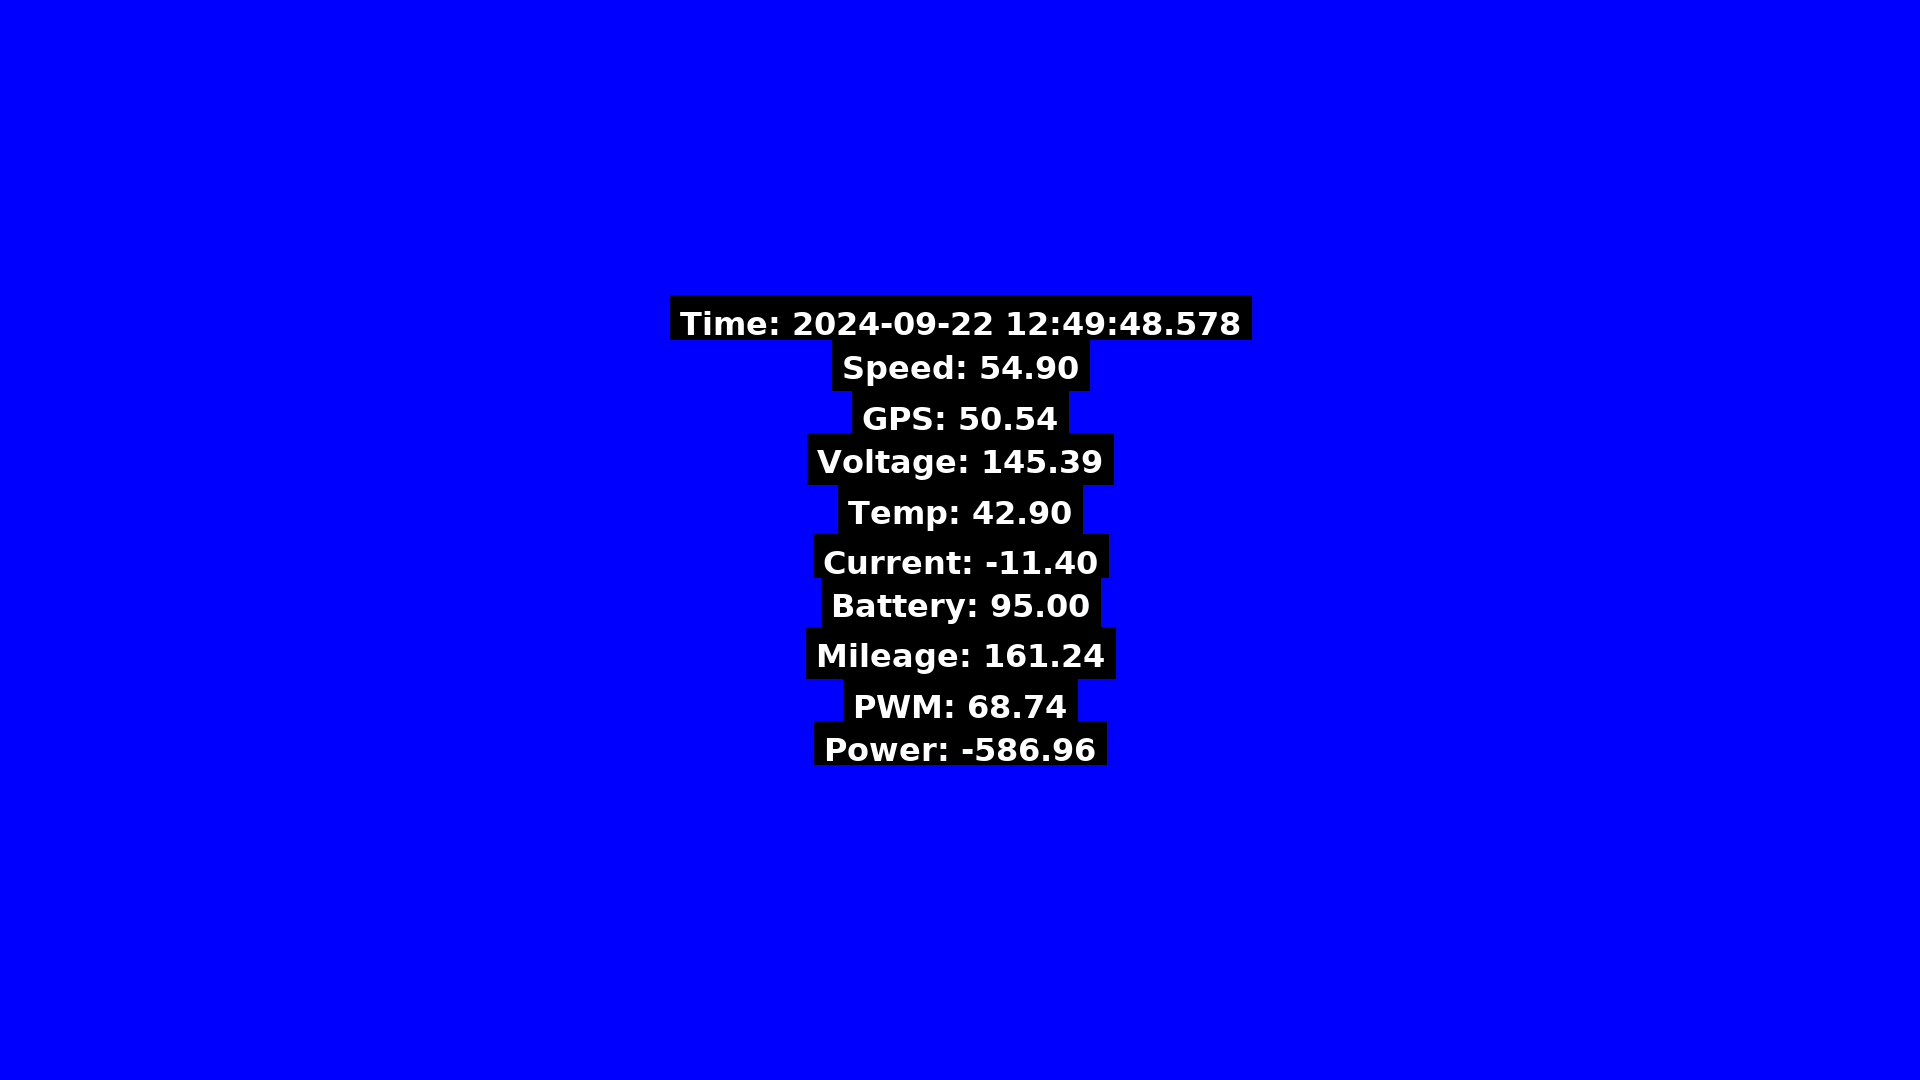 Time: 2024-09-22 12:49:48.578
Speed: 54.90
GPS: 50.54
Voltage: 145.39
Temp: 42.90
Current: -11.40
Battery: 95.00
Mileage: 161.24
PWM: 68.74
Power: -586.96